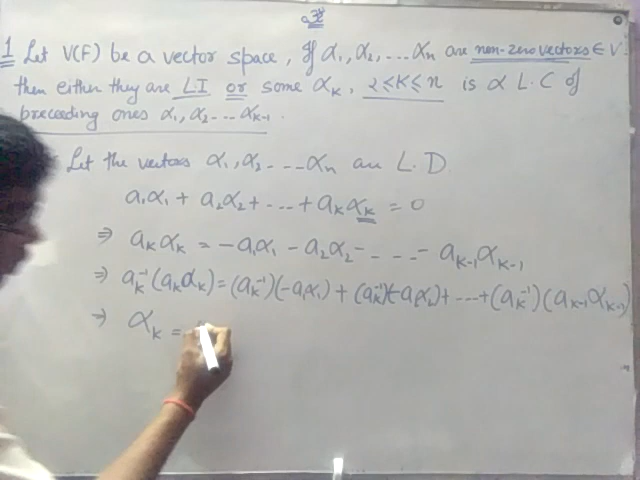 1 Let V(F) be a vector space, If α₁, α₂, ... αₙ are non-zero vectors ∈ V
then either they are L.I or some αₖ, 2≤K≤n is α L.C of
preceeding ones α₁, α₂ ... αₖ₋₁.
Let the vectors α₁, α₂ ... αₙ are L.D.
a₁α₁ + a₂α₂ + ... + aₖαₖ = 0
⇒ aₖαₖ = -a₁α₁ - a₂α₂ - ... - aₖ₋₁αₖ₋₁
⇒ aₖ⁻¹(aₖαₖ) = (aₖ⁻¹)(-a₁α₁) + (aₖ⁻¹)(-a₂α₂) + ... + (aₖ⁻¹)(aₖ₋₁αₖ₋₁)
⇒ αₖ =